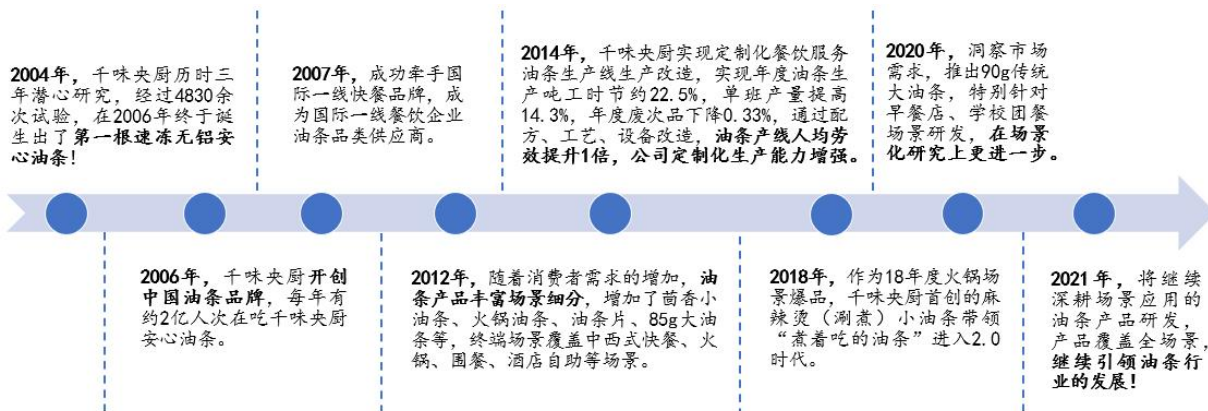 2004年，千味央厨历时三
年潜心研究，经过4830余
次试验，在2006年终于诞
生出了第一根速冻无铝安
心油条！
2007年，成功牵手国
际一线快餐品牌，成
为国际一线餐饮企业
油条品类供应商。
2014年，千味央厨实现定制化餐饮服务
油条生产线生产改造，实现年度油条生
产吨工时节约22.5%，单班产量提高
14.3%，年度废次品下降0.33%，通过配
方、工艺、设备改造，油条产线人均劳
效提升1倍，公司定制化生产能力增强。
2020年，洞察市场
需求，推出90g传统
大油条，特别针对
早餐店、学校团餐
场景研发，在场景
化研究上更进一步。
2006年，千味央厨开创
中国油条品牌，每年有
约2亿人次在吃千味央厨
安心油条。
2012年，随着消费者需求的增加，油
条产品丰富场景细分，增加了茴香小
油条、火锅油条、油条片、85g大油
条等，终端场景覆盖中西式快餐、火
锅、团餐、酒店自助等场景。
2018年，作为18年度火锅场
景爆品，千味央厨首创的麻
辣烫（涮煮）小油条带领
“煮着吃的油条”进入2.0
时代。
2021年，将继续
深耕场景应用的
油条产品研发，
产品覆盖全场景，
继续引领油条行
业的发展！